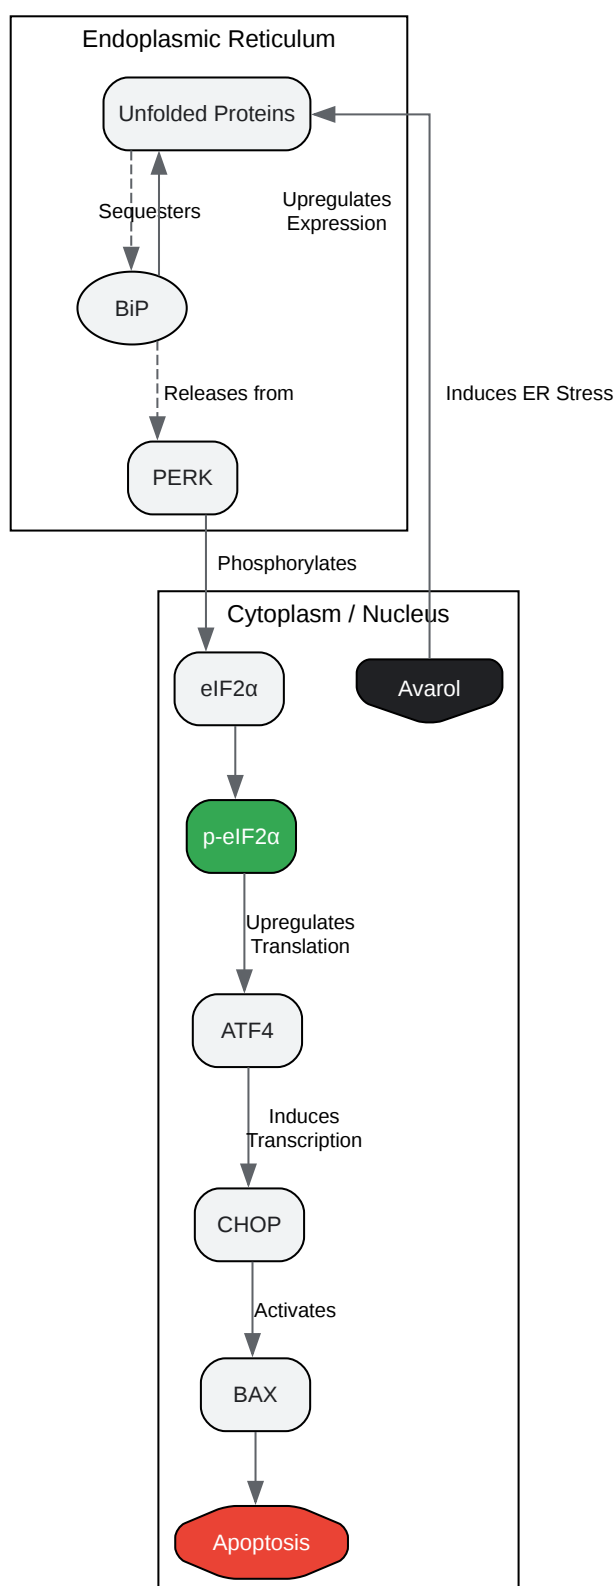 Endoplasmic Reticulum
Unfolded Proteins
Sequesters
Upregulates
Expression
BiP
Releases from
Induces ER Stress
PERK
Phosphorylates
Cytoplasm / Nucleus
eIF2α
Avarol
p-eIF2α
Upregulates
Translation
ATF4
Induces
Transcription
CHOP
Activates
BAX
Apoptosis